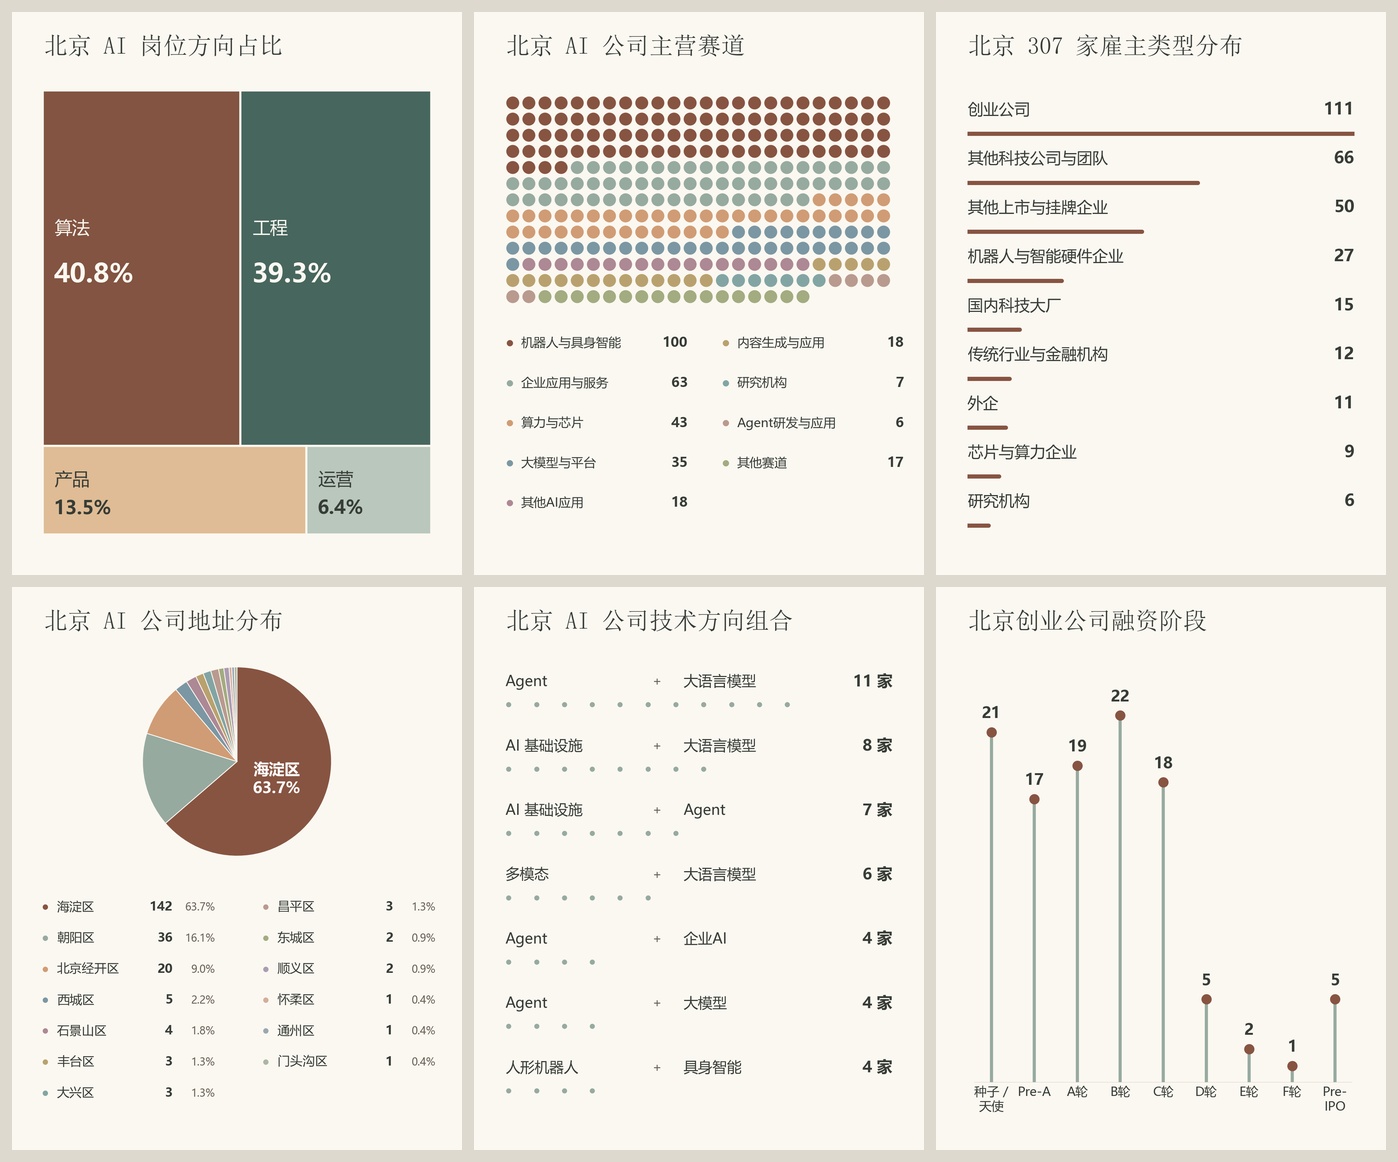 北京 AI 岗位方向占比
算法
40.8%
工程
39.3%
产品
13.5%
运营
6.4%
北京 AI 公司主营赛道
机器人与具身智能 100
企业应用与服务 63
算力与芯片 43
大模型与平台 35
其他AI应用 18
内容生成与应用 18
研究机构 7
Agent研发与应用 6
其他赛道 17
北京 307 家雇主类型分布
创业公司 111
其他科技公司与团队 66
其他上市与挂牌企业 50
机器人与智能硬件企业 27
国内科技大厂 15
传统行业与金融机构 12
外企 11
芯片与算力企业 9
研究机构 6
北京 AI 公司地址分布
海淀区
63.7%
海淀区 142 63.7%
朝阳区 36 16.1%
北京经开区 20 9.0%
西城区 5 2.2%
石景山区 4 1.8%
丰台区 3 1.3%
大兴区 3 1.3%
昌平区 3 1.3%
东城区 2 0.9%
顺义区 2 0.9%
怀柔区 1 0.4%
通州区 1 0.4%
门头沟区 1 0.4%
北京 AI 公司技术方向组合
Agent + 大语言模型 11 家
AI 基础设施 + 大语言模型 8 家
AI 基础设施 + Agent 7 家
多模态 + 大语言模型 6 家
Agent + 企业AI 4 家
Agent + 大模型 4 家
人形机器人 + 具身智能 4 家
北京创业公司融资阶段
21
17
19
22
18
5
2
1
5
种子 /
天使
Pre-A
A轮
B轮
C轮
D轮
E轮
F轮
Pre-
IPO